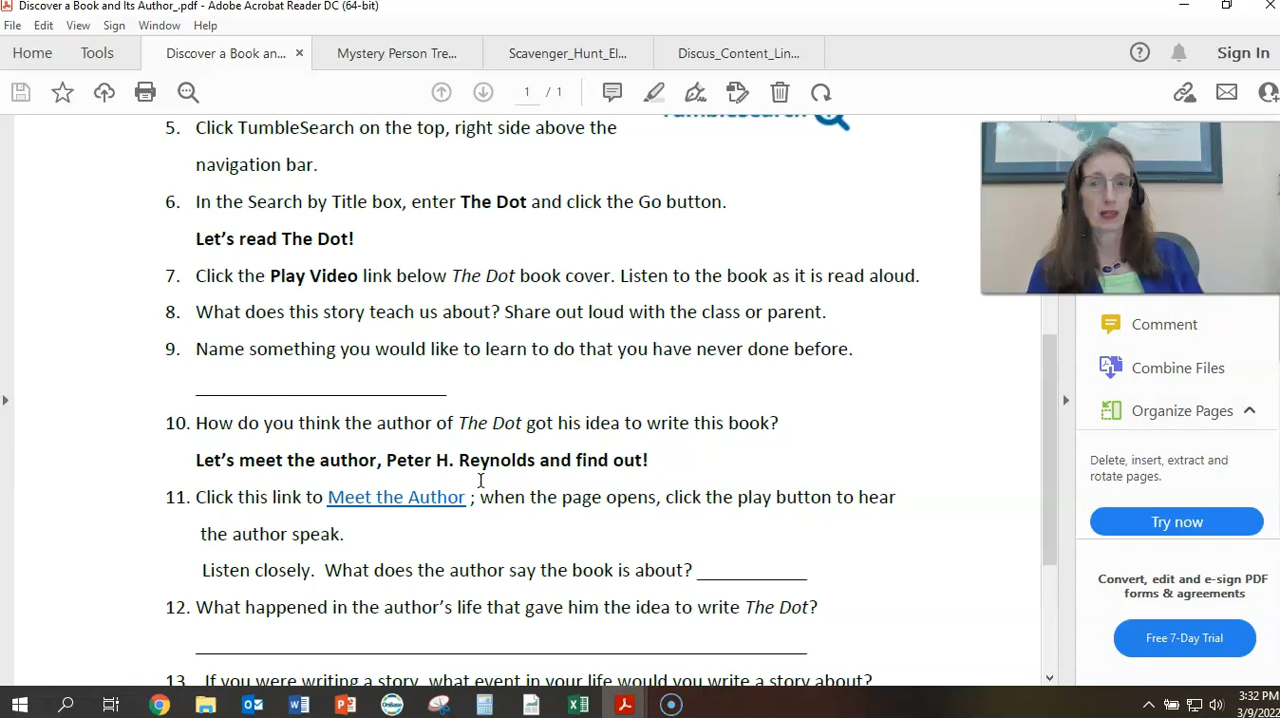 Discover a Book and Its Author_.pdf - Adobe Acrobat Reader DC (64-bit)
File Edit View Sign Window Help
Home Tools Discover a Book an... × Mystery Person Tre... Scavenger_Hunt_El... Discus_Content_Lin... Sign In
1 / 1
5. Click TumbleSearch on the top, right side above the
navigation bar.
6. In the Search by Title box, enter The Dot and click the Go button.
Let's read The Dot!
7. Click the Play Video link below The Dot book cover. Listen to the book as it is read aloud.
8. What does this story teach us about? Share out loud with the class or parent.
9. Name something you would like to learn to do that you have never done before.
10. How do you think the author of The Dot got his idea to write this book?
Let's meet the author, Peter H. Reynolds and find out!
11. Click this link to Meet the Author ; when the page opens, click the play button to hear
the author speak.
Listen closely. What does the author say the book is about?
12. What happened in the author's life that gave him the idea to write The Dot?
13. If you were writing a story, what event in your life would you write a story about?
Comment
Combine Files
Organize Pages
Delete, insert, extract and
rotate pages.
Try now
Convert, edit and e-sign PDF
forms & agreements
Free 7-Day Trial
3:32 PM
3/9/2022